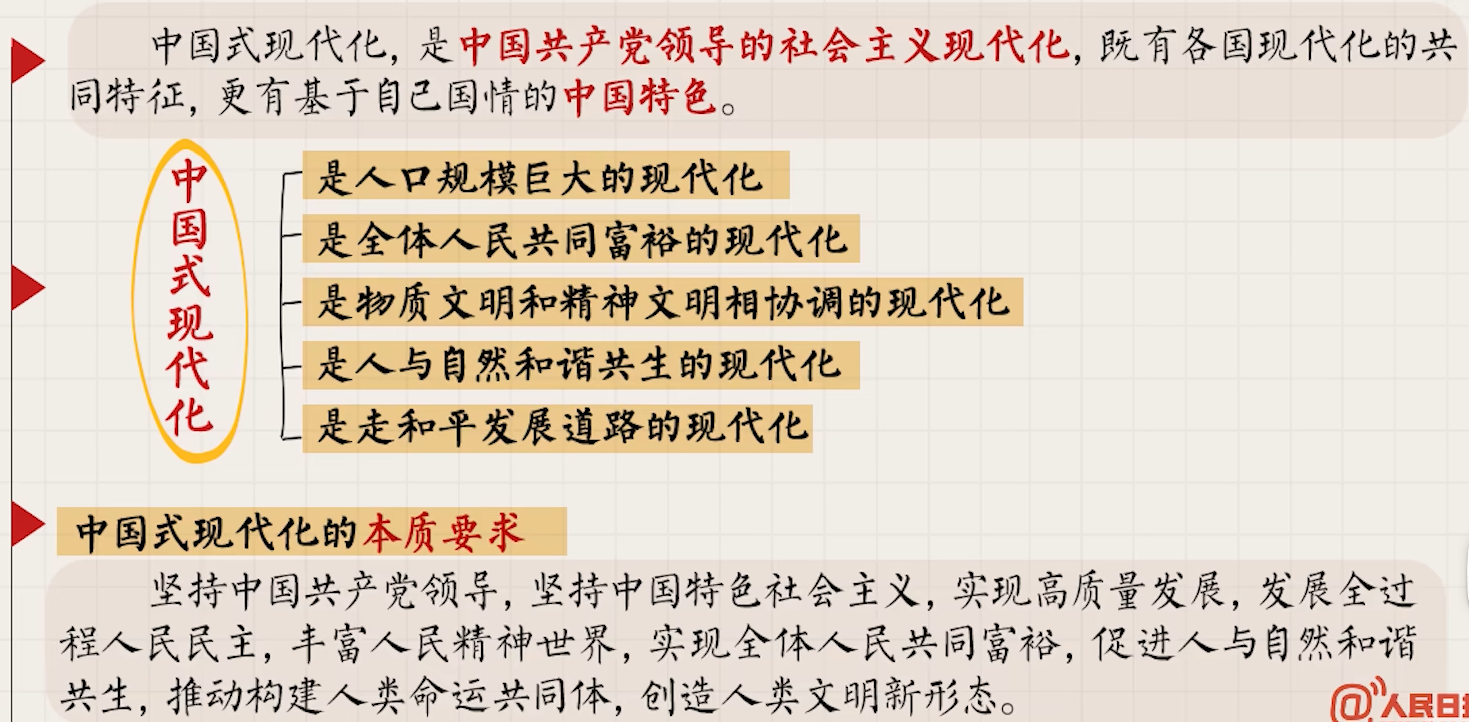 中国式现代化，是中国共产党领导的社会主义现代化，既有各国现代化的共
同特征，更有基于自己国情的中国特色。
中国式现代化
是人口规模巨大的现代化
是全体人民共同富裕的现代化
是物质文明和精神文明相协调的现代化
是人与自然和谐共生的现代化
是走和平发展道路的现代化
中国式现代化的本质要求
坚持中国共产党领导，坚持中国特色社会主义，实现高质量发展，发展全过
程人民民主，丰富人民精神世界，实现全体人民共同富裕，促进人与自然和谐
共生，推动构建人类命运共同体，创造人类文明新形态。
@人民日报